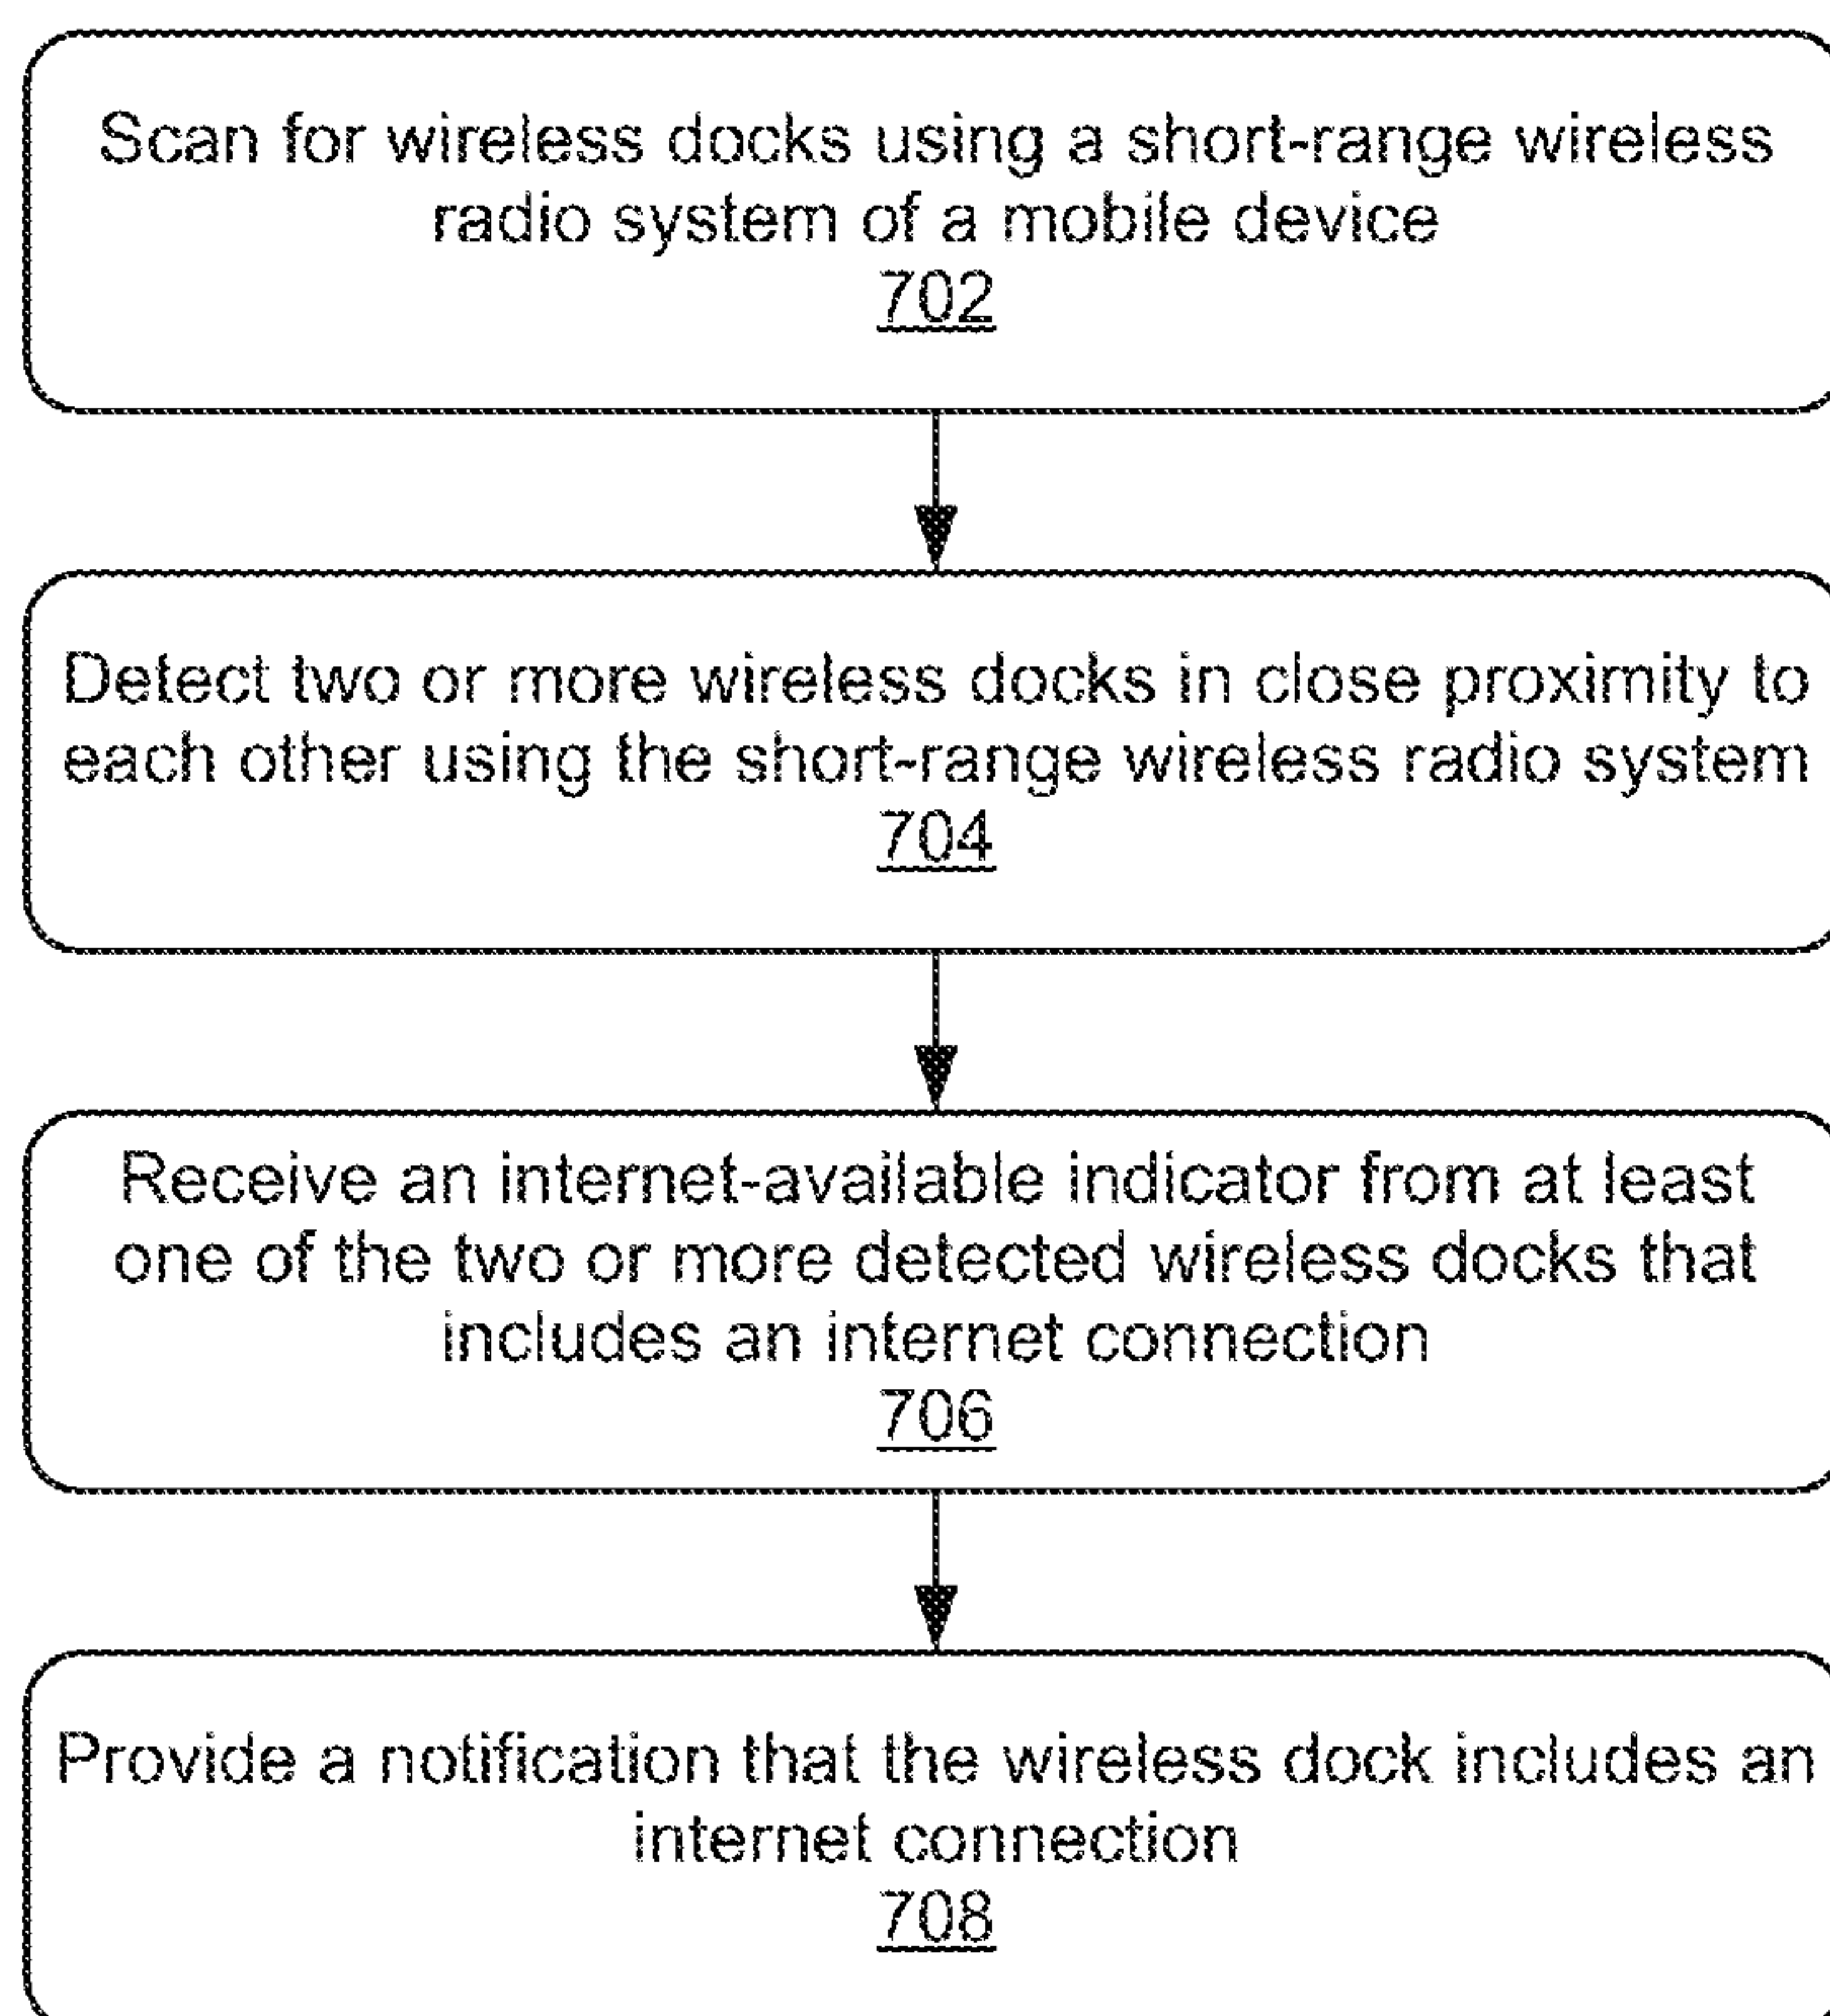 Scan for wireless docks using a short-range wireless
radio system of a mobile device
702
Detect two or more wireless docks in close proximity to
each other using the short-range wireless radio system
704
Receive an internet-available indicator from at least
one of the two or more detected wireless docks that
includes an internet connection
706
Provide a notification that the wireless dock includes an
internet connection
708